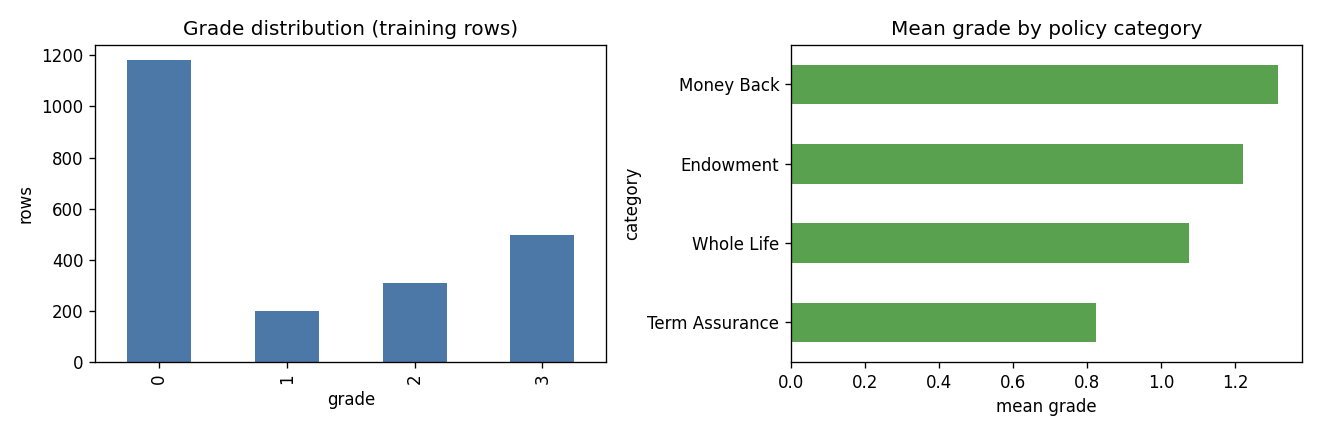 Grade distribution (training rows)
1200
1000
800
600
400
200
0
rows
0
1
2
3
grade
Mean grade by policy category
category
Money Back
Endowment
Whole Life
Term Assurance
0.0 0.2 0.4 0.6 0.8 1.0 1.2
mean grade